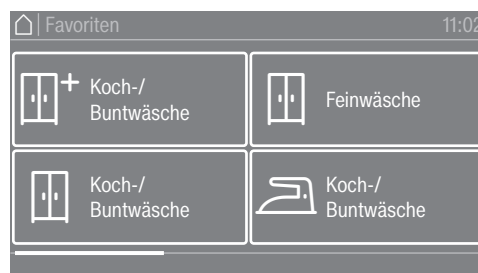 Favoriten 11:02
Koch-/
Buntwäsche
Feinwäsche
Koch-/
Buntwäsche
Koch-/
Buntwäsche